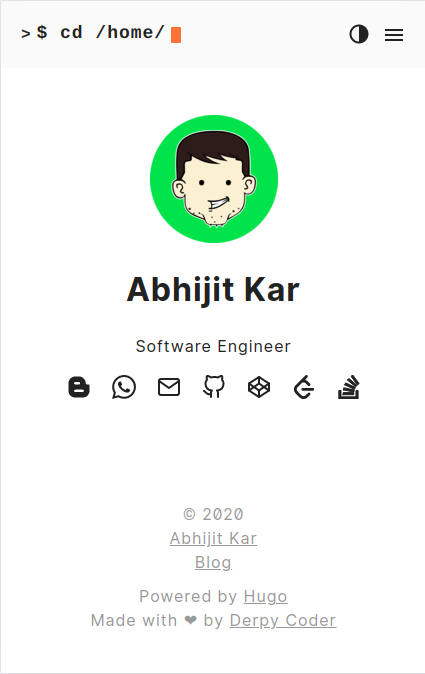 > $ cd /home/
Abhijit Kar
Software Engineer
© 2020
Abhijit Kar
Blog
Powered by Hugo
Made with ❤ by Derpy Coder